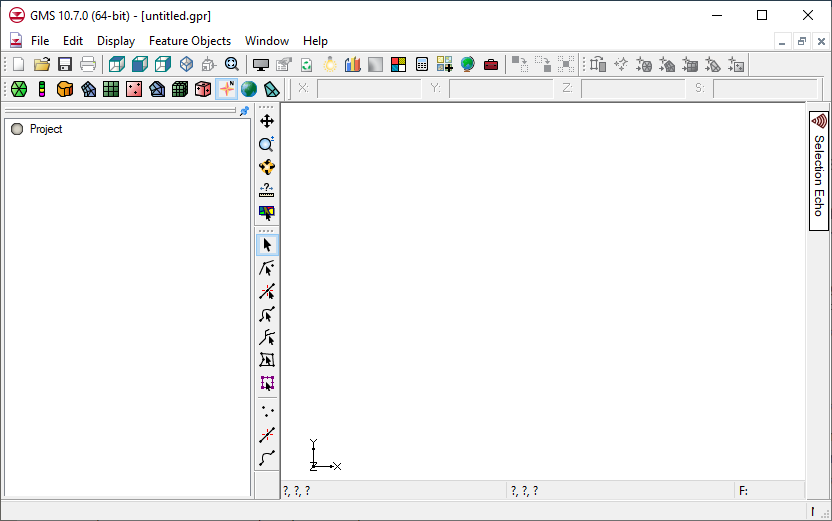 GMS 10.7.0 (64-bit) - [untitled.gpr]
File Edit Display Feature Objects Window Help
X: Y: Z: S:
Project
Selection Echo
Y
Z X
?, ?, ? ?, ?, ? F: